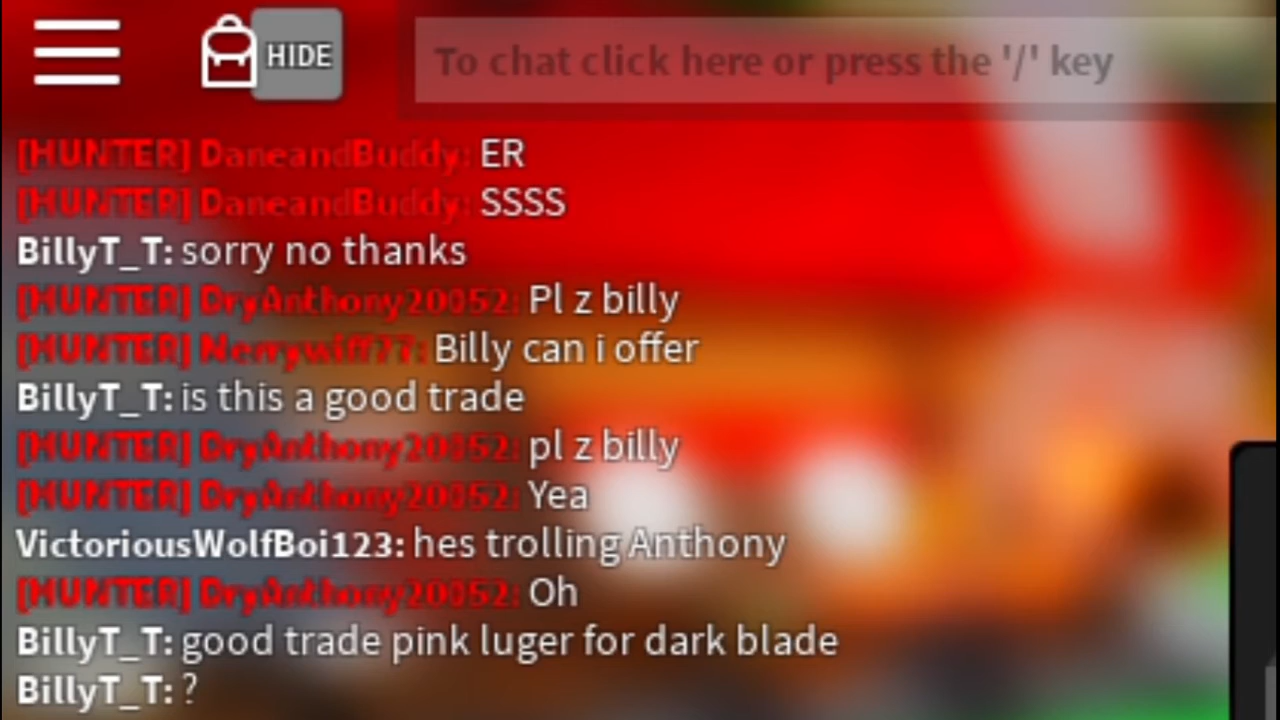 HIDE
To chat click here or press the '/' key
[HUNTER] DaneandBuddy: ER
[HUNTER] DaneandBuddy: SSSS
BillyT_T: sorry no thanks
[HUNTER] DryAnthony20052: Pl z billy
[HUNTER] Nerrywiff77: Billy can i offer
BillyT_T: is this a good trade
[HUNTER] DryAnthony20052: pl z billy
[HUNTER] DryAnthony20052: Yea
VictoriousWolfBoi123: hes trolling Anthony
[HUNTER] DryAnthony20052: Oh
BillyT_T: good trade pink luger for dark blade
BillyT_T: ?